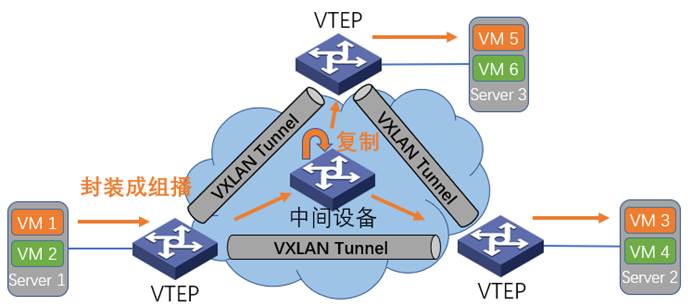 VTEP
VM 5
VM 6
Server 3
VXLAN Tunnel
VXLAN Tunnel
复制
封装成组播
中间设备
VM 1
VM 2
Server 1
VXLAN Tunnel
VM 3
VM 4
Server 2
VTEP
VTEP